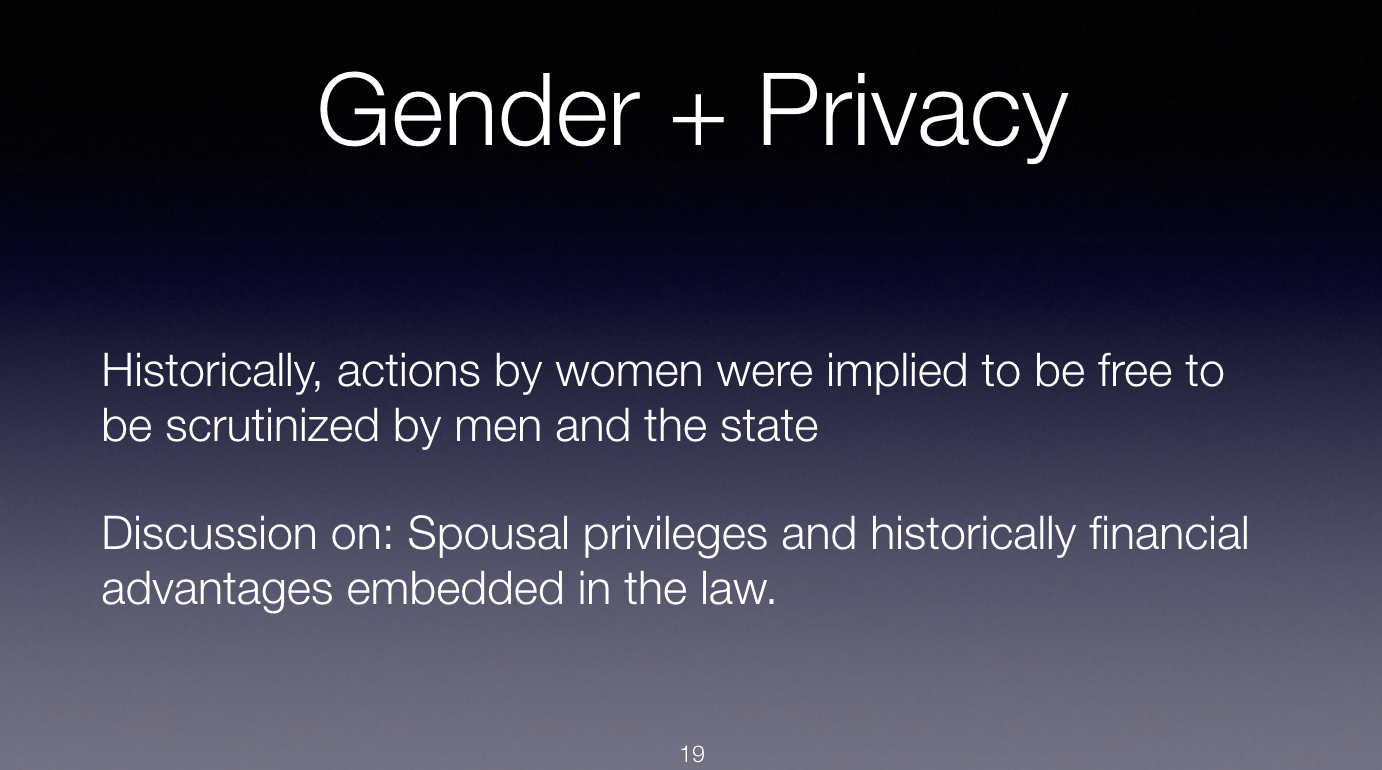 Gender + Privacy
Historically, actions by women were implied to be free to
be scrutinized by men and the state
Discussion on: Spousal privileges and historically financial
advantages embedded in the law.
19